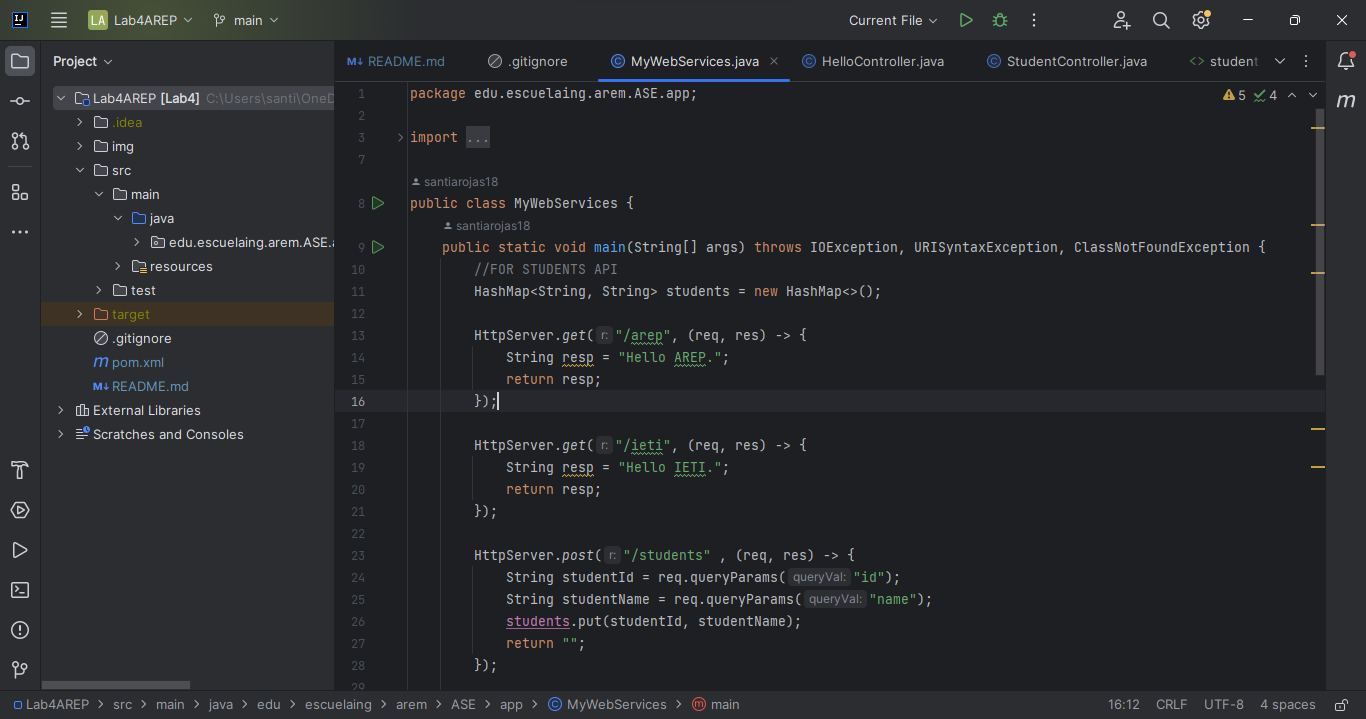 LA Lab4AREP main Current File
Project
README.md .gitignore MyWebServices.java HelloController.java StudentController.java student
Lab4AREP [Lab4] C:\Users\santi\OneD
.idea
img
src
main
java
edu.escuelaing.arem.ASE.a
resources
test
target
.gitignore
pom.xml
README.md
External Libraries
Scratches and Consoles
5 4
1 package edu.escuelaing.arem.ASE.app;
2
3 import ...
7
santiarojas18
8 public class MyWebServices {
santiarojas18
9 public static void main(String[] args) throws IOException, URISyntaxException, ClassNotFoundException {
10 //FOR STUDENTS API
11 HashMap<String, String> students = new HashMap<>();
12
13 HttpServer.get( r: "/arep", (req, res) -> {
14 String resp = "Hello AREP.";
15 return resp;
16 });
17
18 HttpServer.get( r: "/ieti", (req, res) -> {
19 String resp = "Hello IETI.";
20 return resp;
21 });
22
23 HttpServer.post( r: "/students" , (req, res) -> {
24 String studentId = req.queryParams( queryVal: "id");
25 String studentName = req.queryParams( queryVal: "name");
26 students.put(studentId, studentName);
27 return "";
28 });
29
Lab4AREP > src > main > java > edu > escuelaing > arem > ASE > app > MyWebServices > main 16:12 CRLF UTF-8 4 spaces